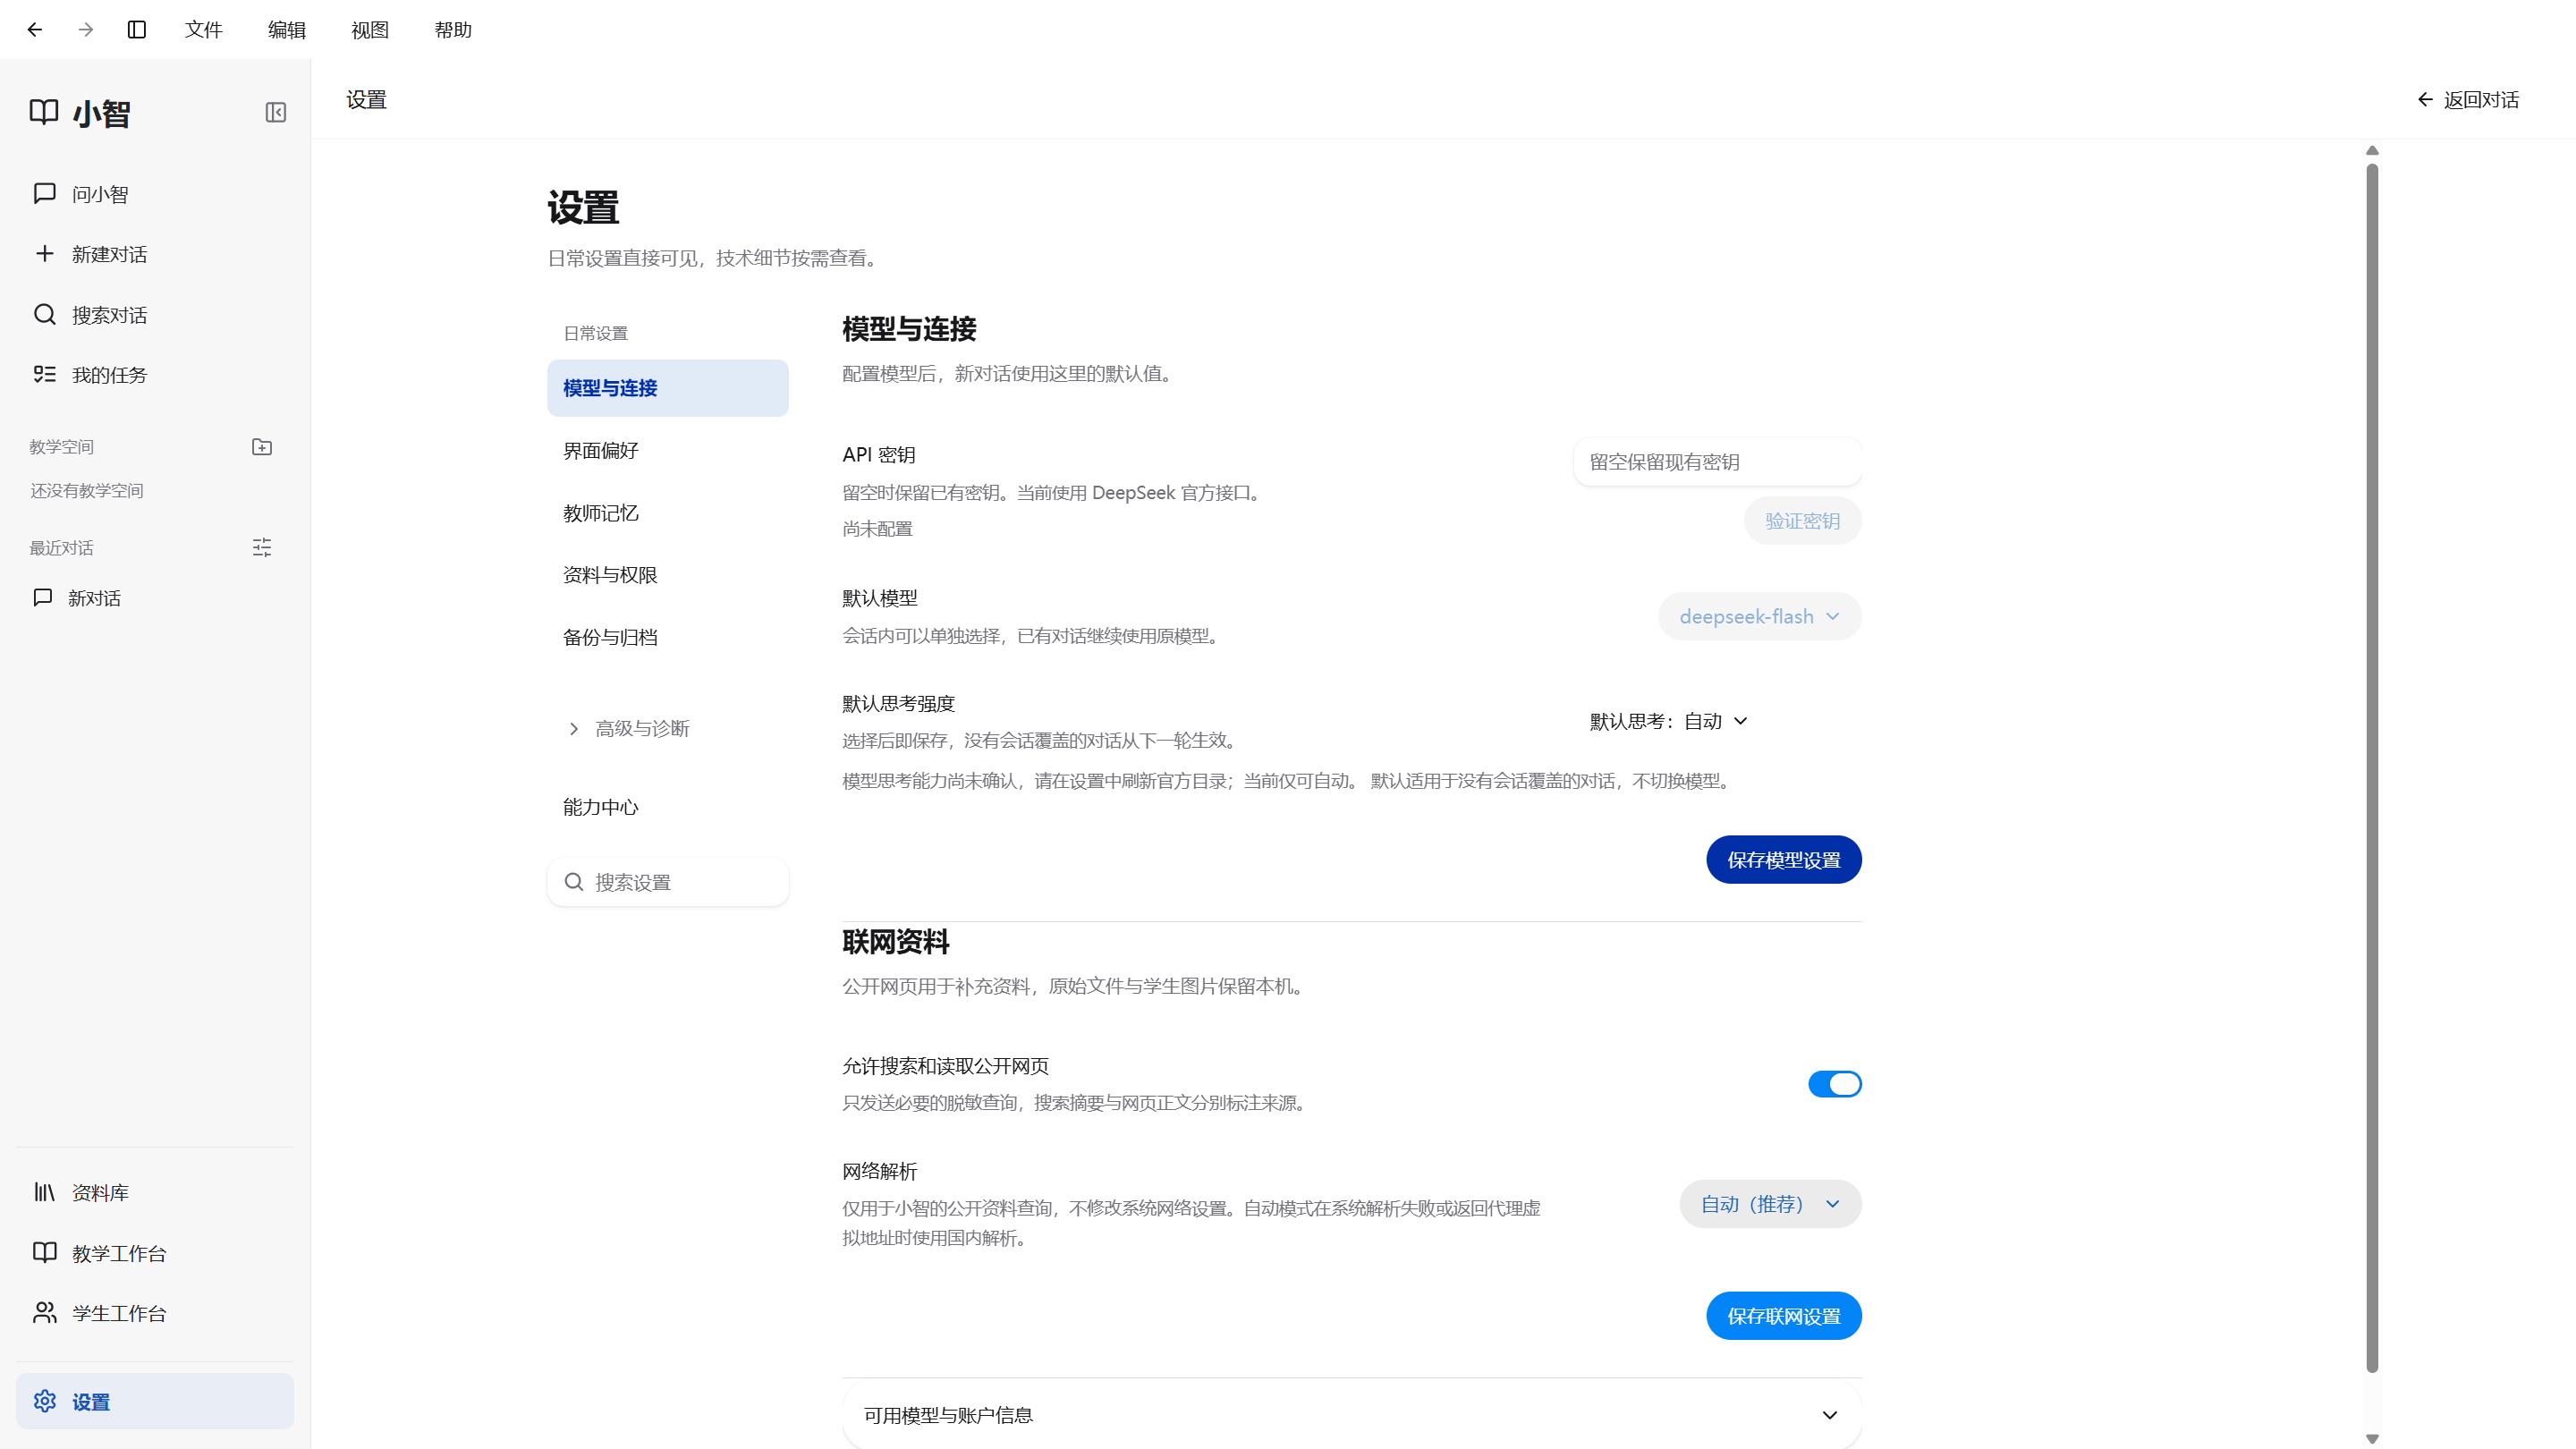 文件 编辑 视图 帮助
小智
问小智
新建对话
搜索对话
我的任务
教学空间
还没有教学空间
最近对话
新对话
资料库
教学工作台
学生工作台
设置
设置
返回对话
设置
日常设置直接可见，技术细节按需查看。
日常设置
模型与连接
界面偏好
教师记忆
资料与权限
备份与归档
高级与诊断
能力中心
搜索设置
模型与连接
配置模型后，新对话使用这里的默认值。
API 密钥
留空时保留已有密钥。当前使用 DeepSeek 官方接口。
尚未配置
留空保留现有密钥
验证密钥
默认模型
会话内可以单独选择，已有对话继续使用原模型。
deepseek-flash
默认思考强度
选择后即保存，没有会话覆盖的对话从下一轮生效。
默认思考：自动
模型思考能力尚未确认，请在设置中刷新官方目录；当前仅可自动。 默认适用于没有会话覆盖的对话，不切换模型。
保存模型设置
联网资料
公开网页用于补充资料，原始文件与学生图片保留本机。
允许搜索和读取公开网页
只发送必要的脱敏查询，搜索摘要与网页正文分别标注来源。
网络解析
仅用于小智的公开资料查询，不修改系统网络设置。自动模式在系统解析失败或返回代理虚
拟地址时使用国内解析。
自动（推荐）
保存联网设置
可用模型与账户信息